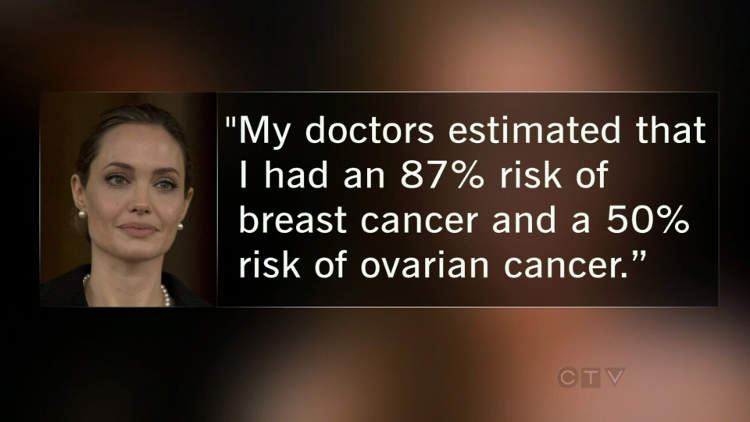 "My doctors estimated that
I had an 87% risk of
breast cancer and a 50%
risk of ovarian cancer.”
CTV